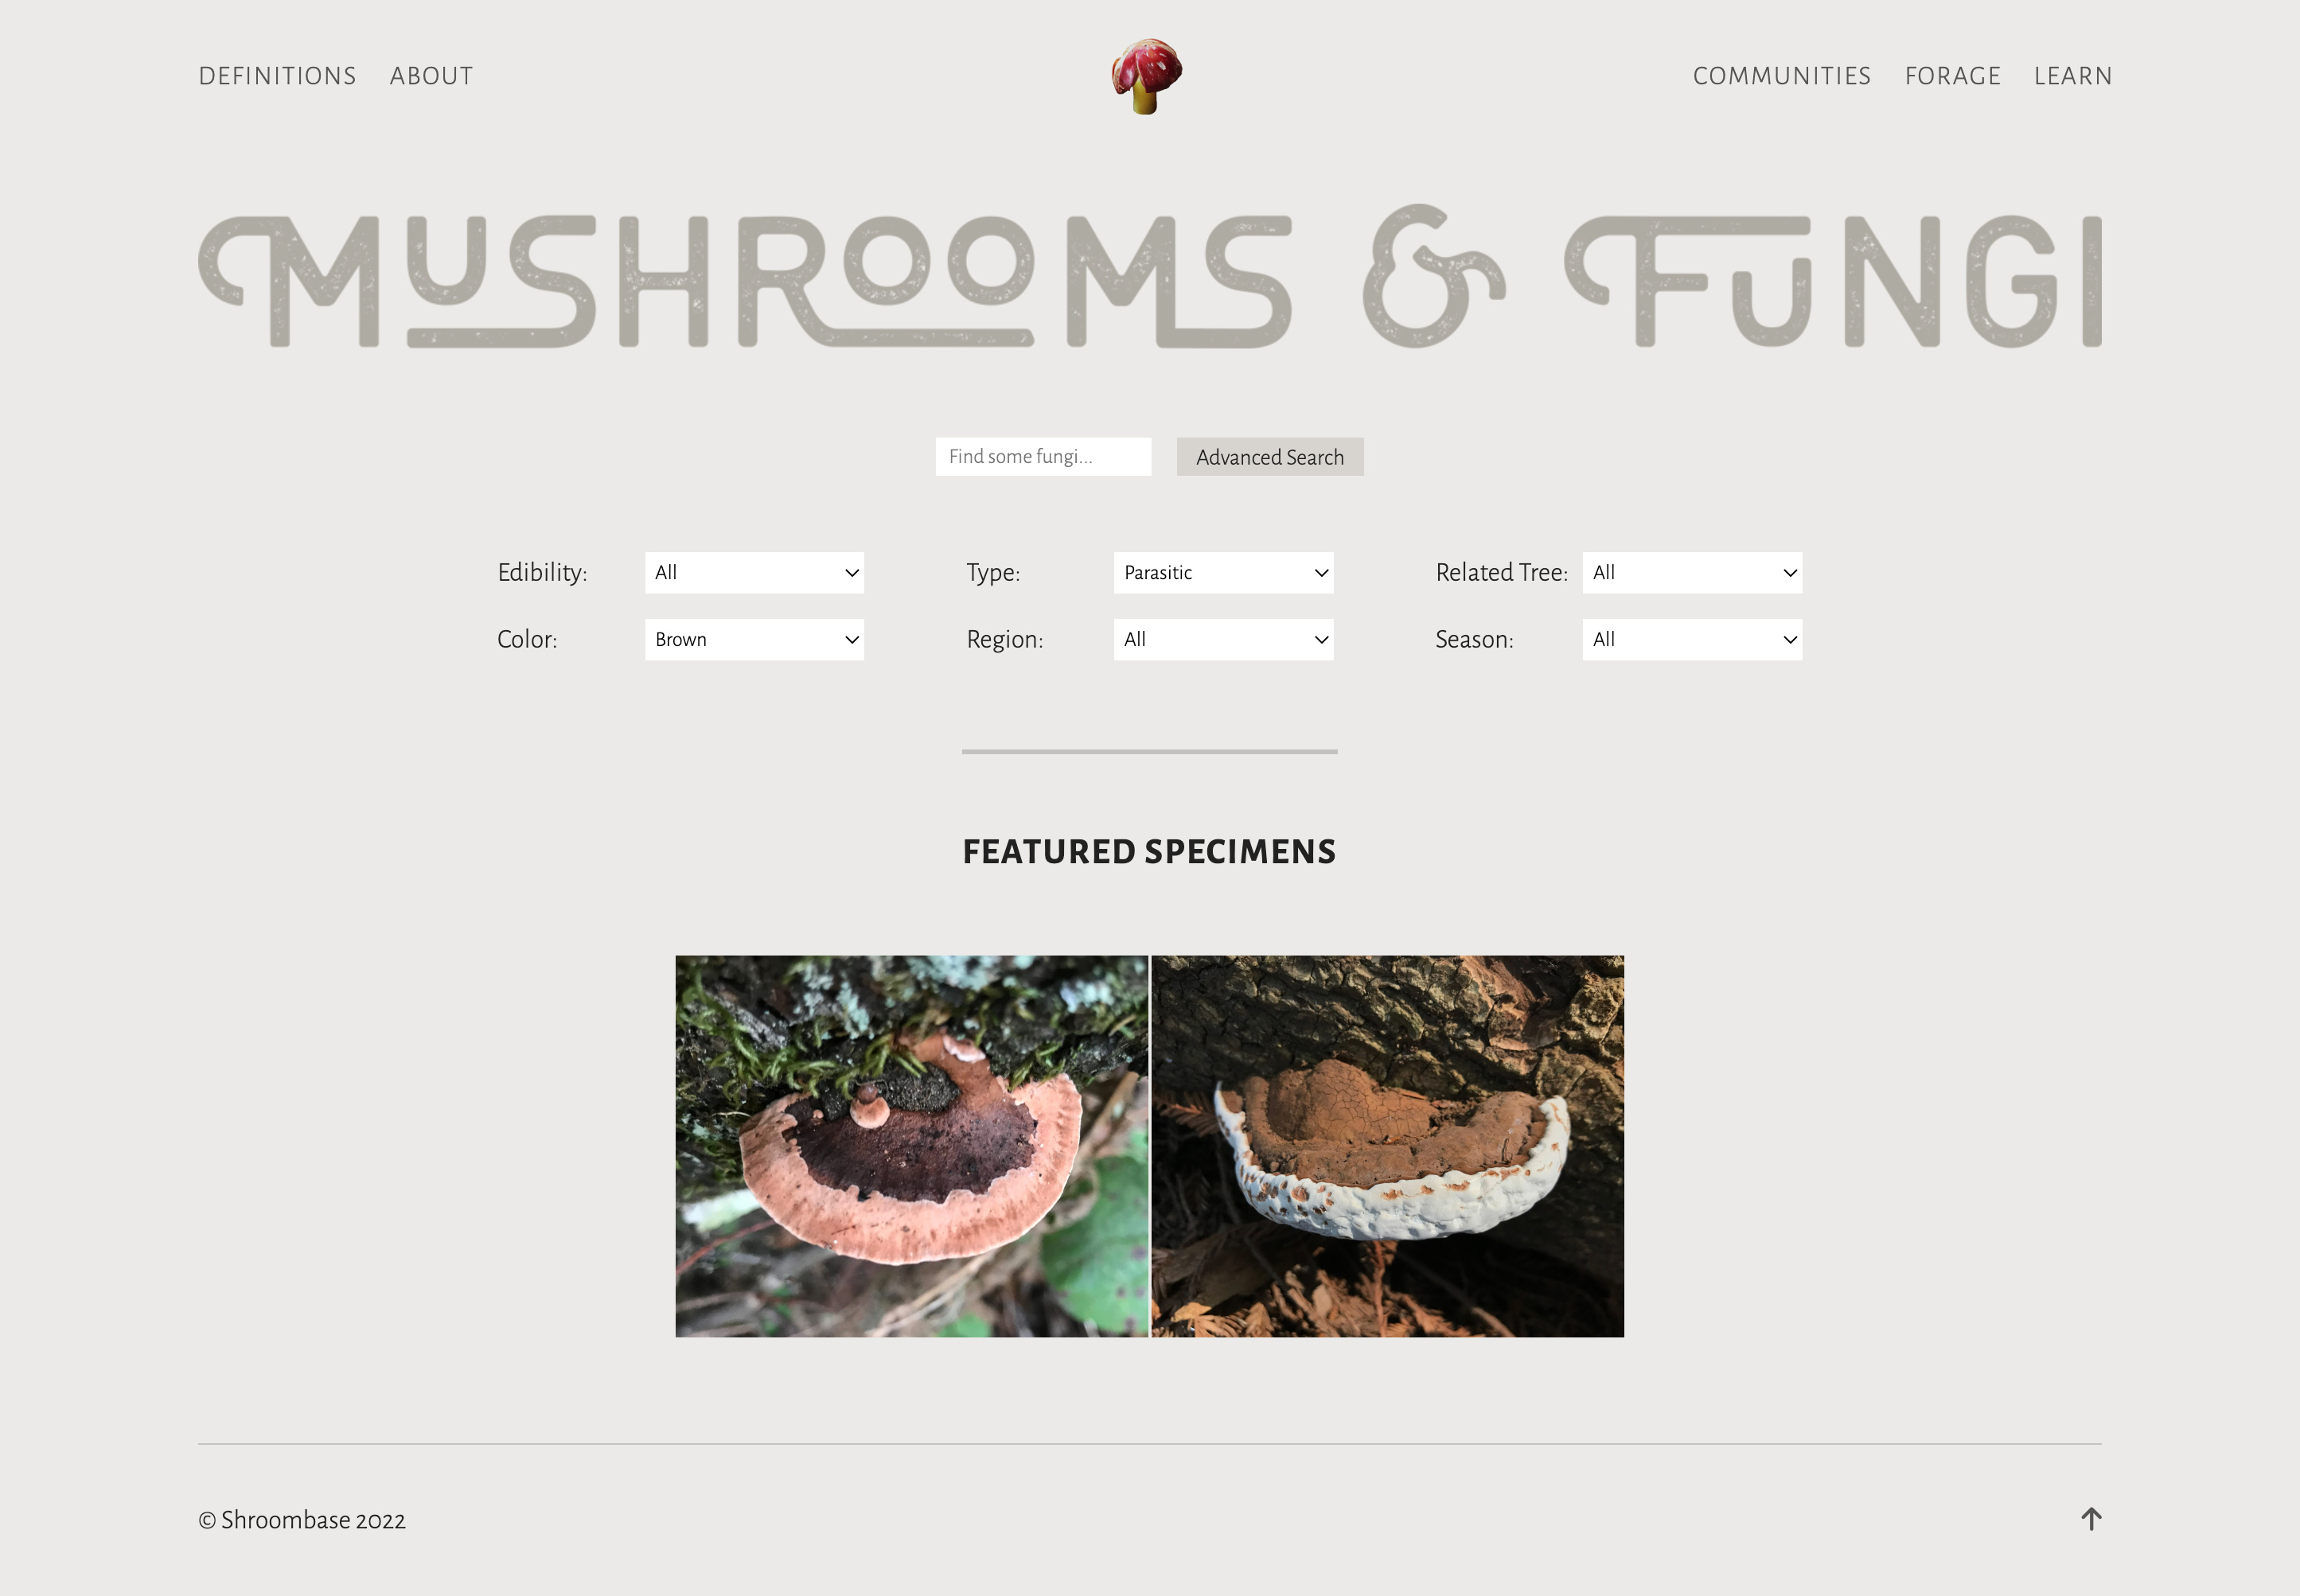 DEFINITIONS ABOUT COMMUNITIES FORAGE LEARN
MUSHROOMS & FUNGI
Find some fungi... Advanced Search
Edibility: All Type: Parasitic Related Tree: All
Color: Brown Region: All Season: All
FEATURED SPECIMENS
© Shroombase 2022